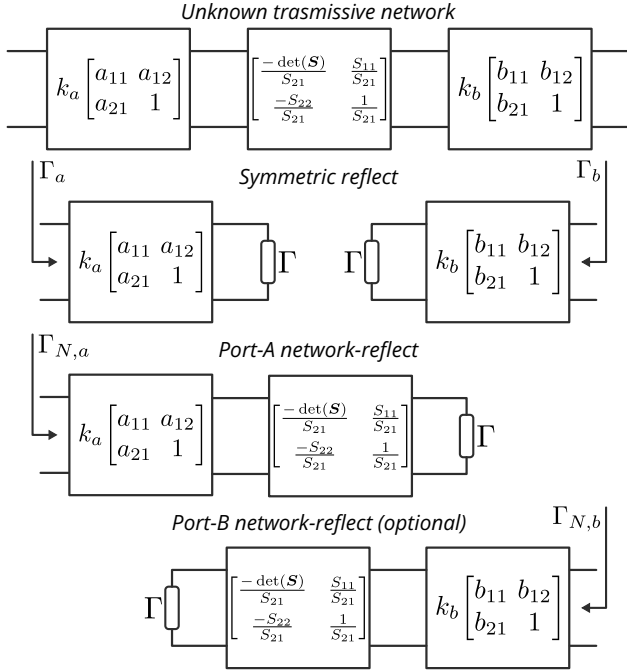 Unknown trasmissive network
k_a [a_11 a_12; a_21 1] [-det(S)/S_21 S_11/S_21; -S_22/S_21 1/S_21] k_b [b_11 b_12; b_21 1]
Γ_a Symmetric reflect Γ_b
k_a [a_11 a_12; a_21 1] Γ Γ k_b [b_11 b_12; b_21 1]
Γ_{N,a} Port-A network-reflect
k_a [a_11 a_12; a_21 1] [-det(S)/S_21 S_11/S_21; -S_22/S_21 1/S_21] Γ
Port-B network-reflect (optional) Γ_{N,b}
Γ [-det(S)/S_21 S_11/S_21; -S_22/S_21 1/S_21] k_b [b_11 b_12; b_21 1]